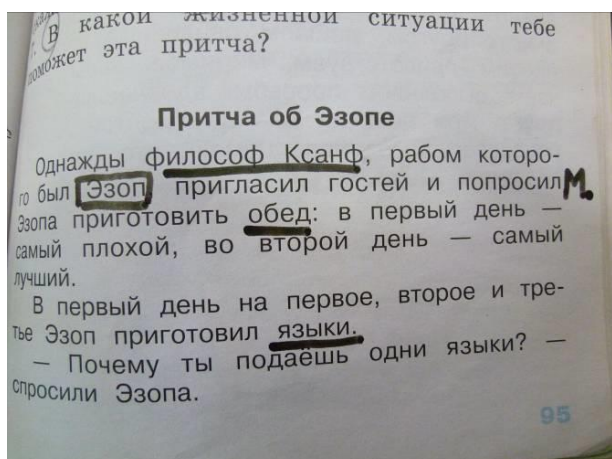 7. В какой жизненной ситуации тебе
поможет эта притча?
Притча об Эзопе
Однажды философ Ксанф, рабом которо-
го был Эзоп, пригласил гостей и попросил М.
Эзопа приготовить обед: в первый день —
самый плохой, во второй день — самый
лучший.
В первый день на первое, второе и тре-
тье Эзоп приготовил языки.
— Почему ты подаёшь одни языки? —
спросили Эзопа.
95